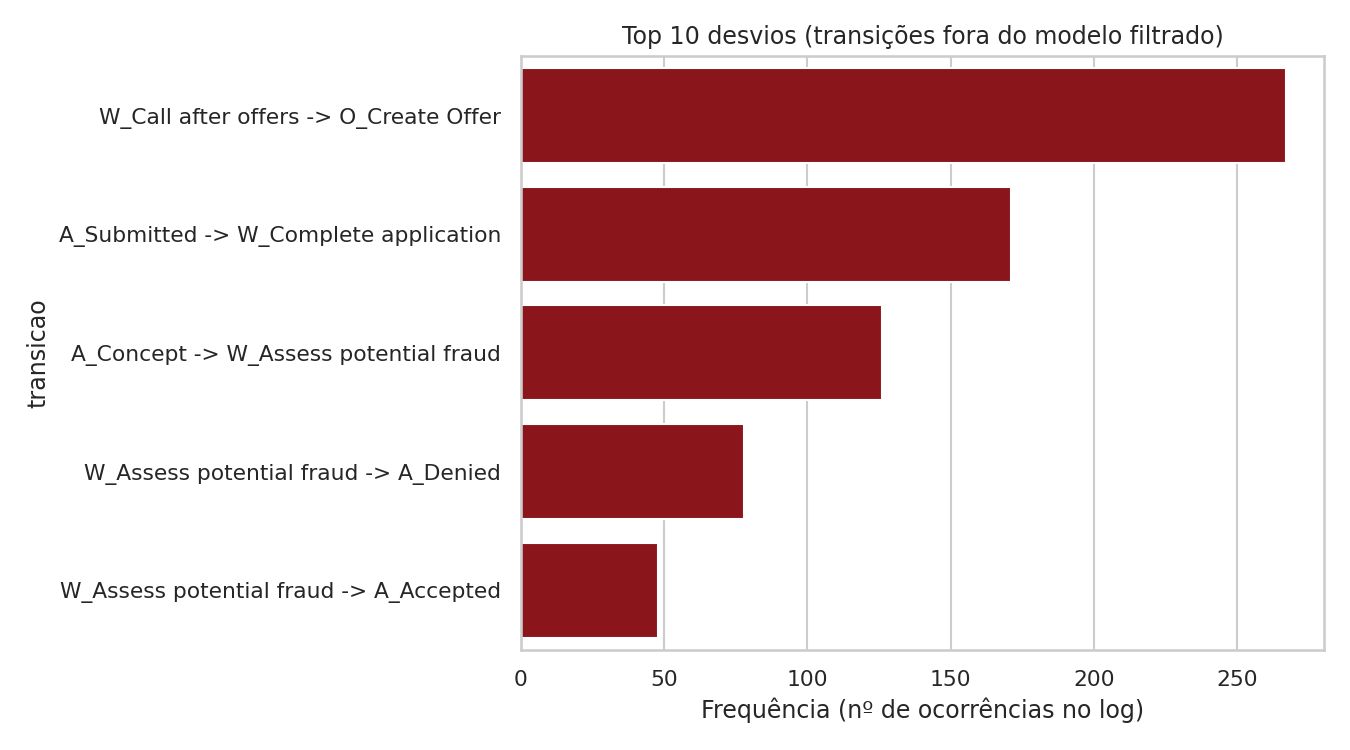 Top 10 desvios (transições fora do modelo filtrado)
transicao
W_Call after offers -> O_Create Offer
A_Submitted -> W_Complete application
A_Concept -> W_Assess potential fraud
W_Assess potential fraud -> A_Denied
W_Assess potential fraud -> A_Accepted
0 50 100 150 200 250
Frequência (nº de ocorrências no log)